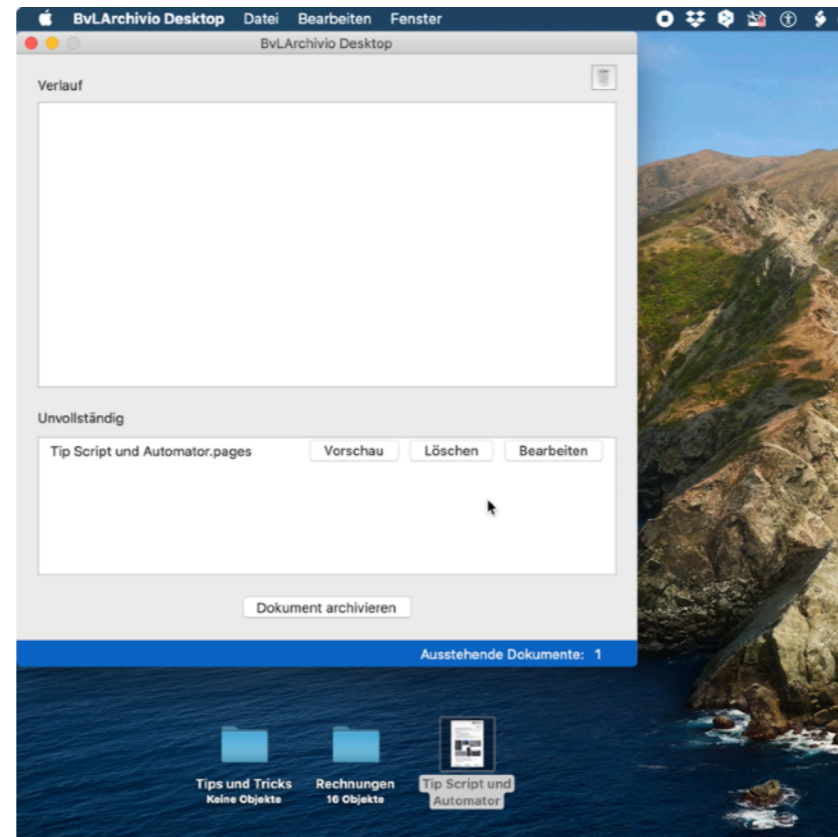 BvLArchivio Desktop Datei Bearbeiten Fenster
BvLArchivio Desktop
Verlauf
Unvollständig
Tip Script und Automator.pages Vorschau Löschen Bearbeiten
Dokument archivieren
Ausstehende Dokumente: 1
Tips und Tricks
Keine Objekte
Rechnungen
16 Objekte
Tip Script und
Automator